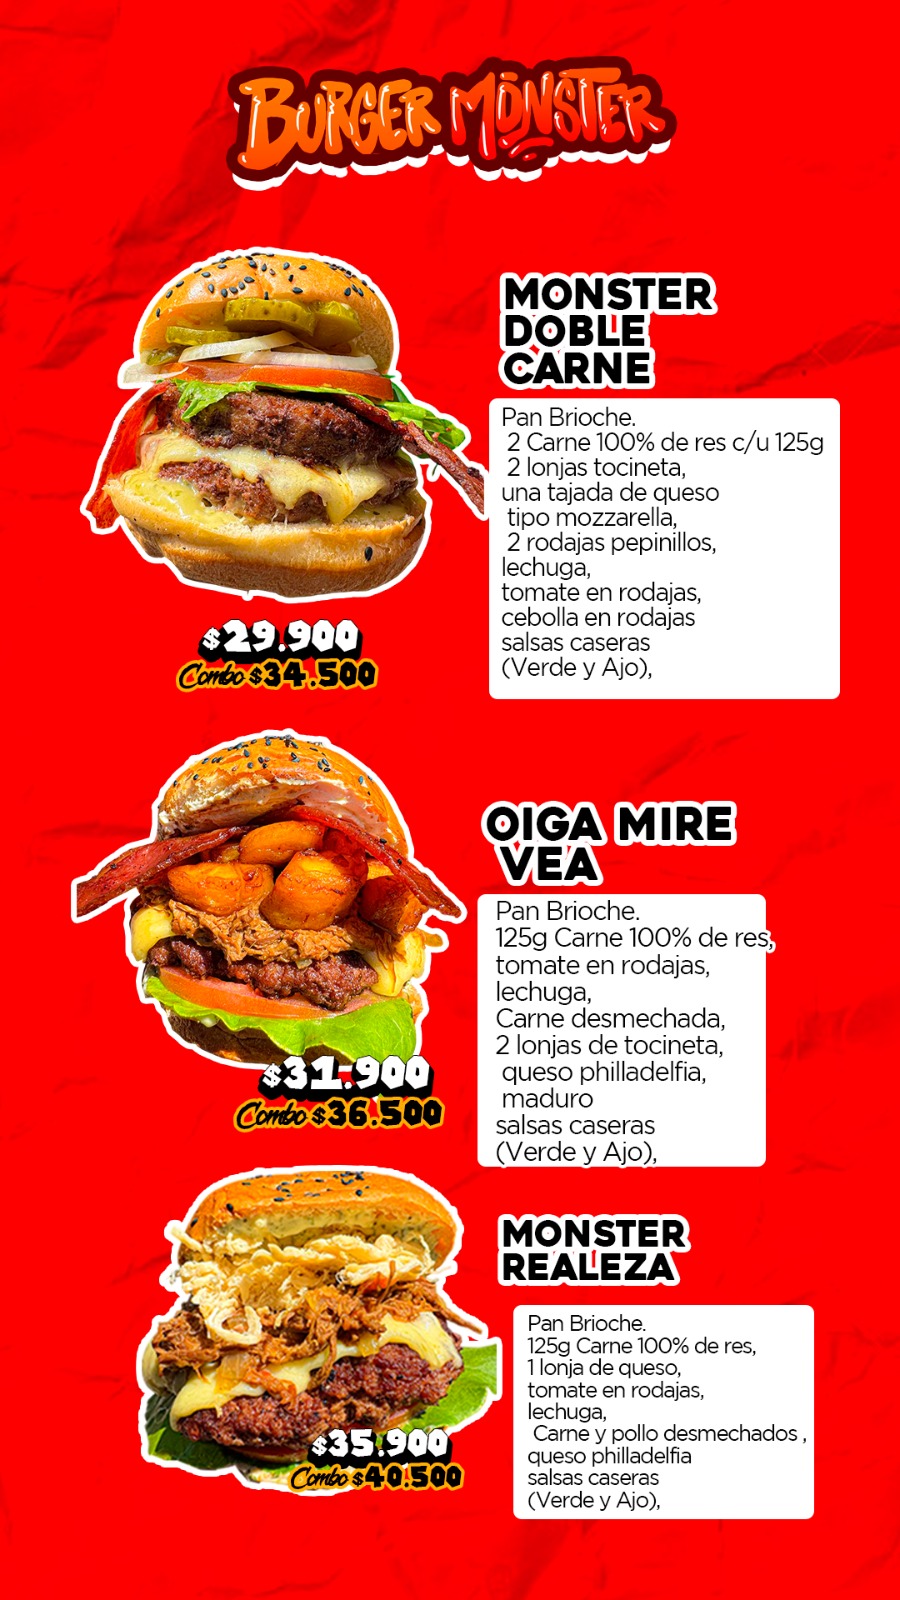 BURGER MONSTER
MONSTER
DOBLE
CARNE
Pan Brioche.
2 Carne 100% de res c/u 125g
2 lonjas tocineta,
una tajada de queso
tipo mozzarella,
2 rodajas pepinillos,
lechuga,
tomate en rodajas,
cebolla en rodajas
salsas caseras
(Verde y Ajo),
$29.900
Combo $34.500
OIGA MIRE
VEA
Pan Brioche.
125g Carne 100% de res,
tomate en rodajas,
lechuga,
Carne desmechada,
2 lonjas de tocineta,
queso philladelfia,
maduro
salsas caseras
(Verde y Ajo),
$31.900
Combo $36.500
MONSTER
REALEZA
Pan Brioche.
125g Carne 100% de res,
1 lonja de queso,
tomate en rodajas,
lechuga,
Carne y pollo desmechados ,
queso philladelfia
salsas caseras
(Verde y Ajo),
$35.900
Combo $40.500